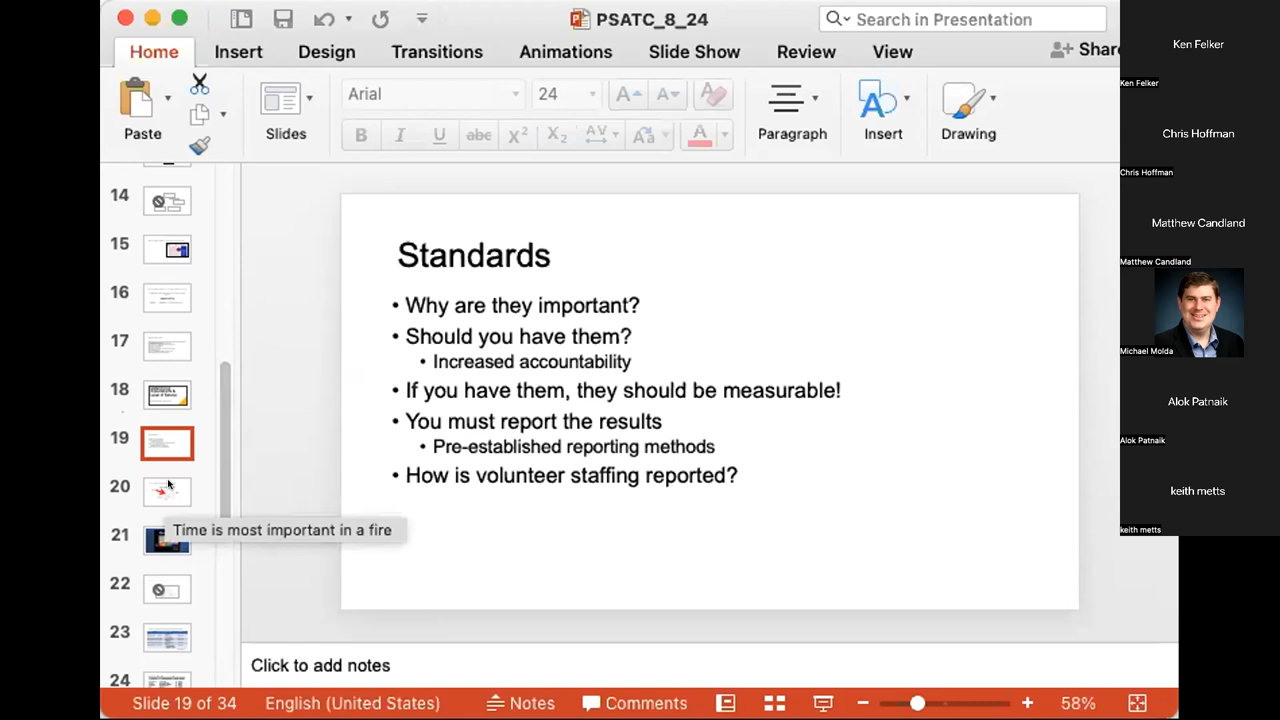 PSATC_8_24
Search in Presentation
Home
Insert
Design
Transitions
Animations
Slide Show
Review
View
Share
Paste
Slides
Arial
24
Paragraph
Insert
Drawing
14
15
16
17
18
19
20
21
22
23
24
Time is most important in a fire
Standards
• Why are they important?
• Should you have them?
• Increased accountability
• If you have them, they should be measurable!
• You must report the results
• Pre-established reporting methods
• How is volunteer staffing reported?
Click to add notes
Slide 19 of 34
English (United States)
Notes
Comments
58%
Ken Felker
Ken Felker
Chris Hoffman
Chris Hoffman
Matthew Candland
Matthew Candland
Michael Molda
Alok Patnaik
Alok Patnaik
keith metts
keith metts